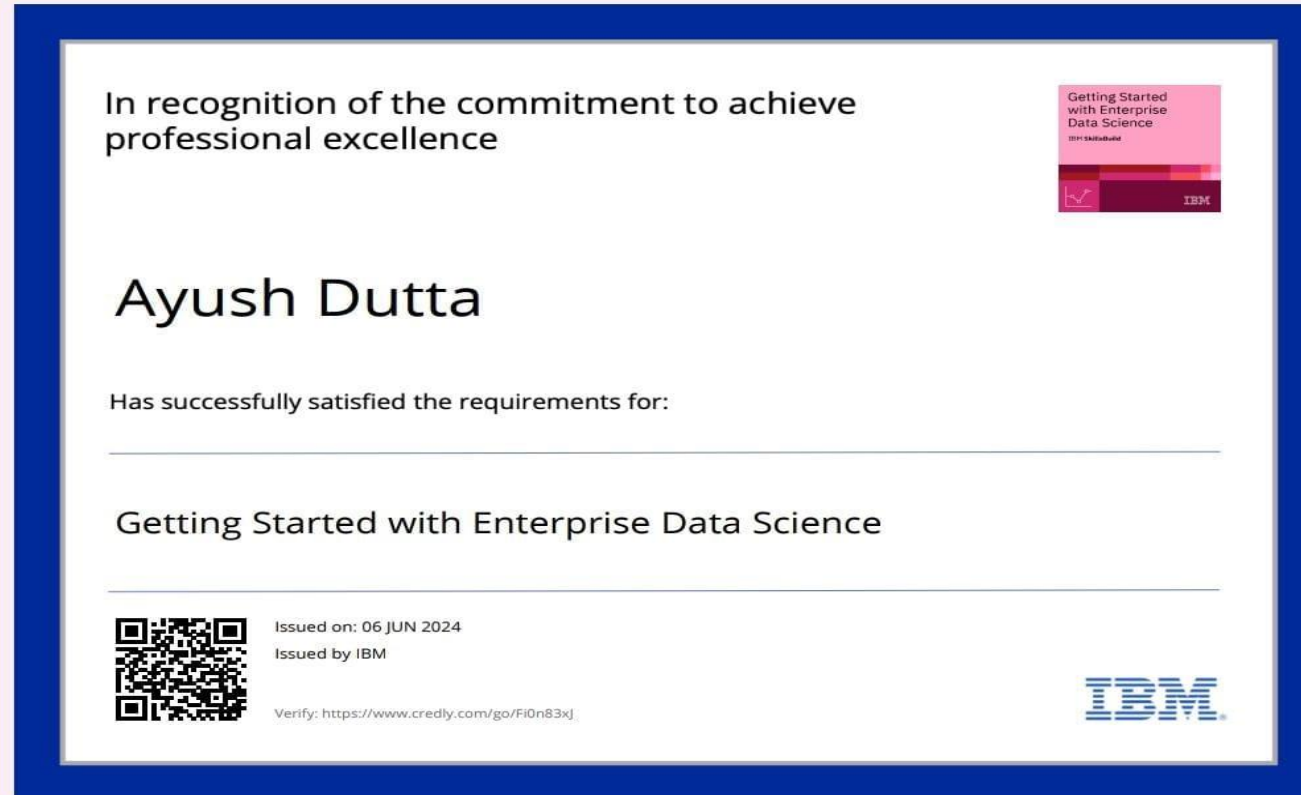 In recognition of the commitment to achieve
professional excellence
Getting Started
with Enterprise
Data Science
IBM SkillsBuild
IBM
Ayush Dutta
Has successfully satisfied the requirements for:
Getting Started with Enterprise Data Science
Issued on: 06 JUN 2024
Issued by IBM
Verify: https://www.credly.com/go/Fi0n83xJ
IBM.